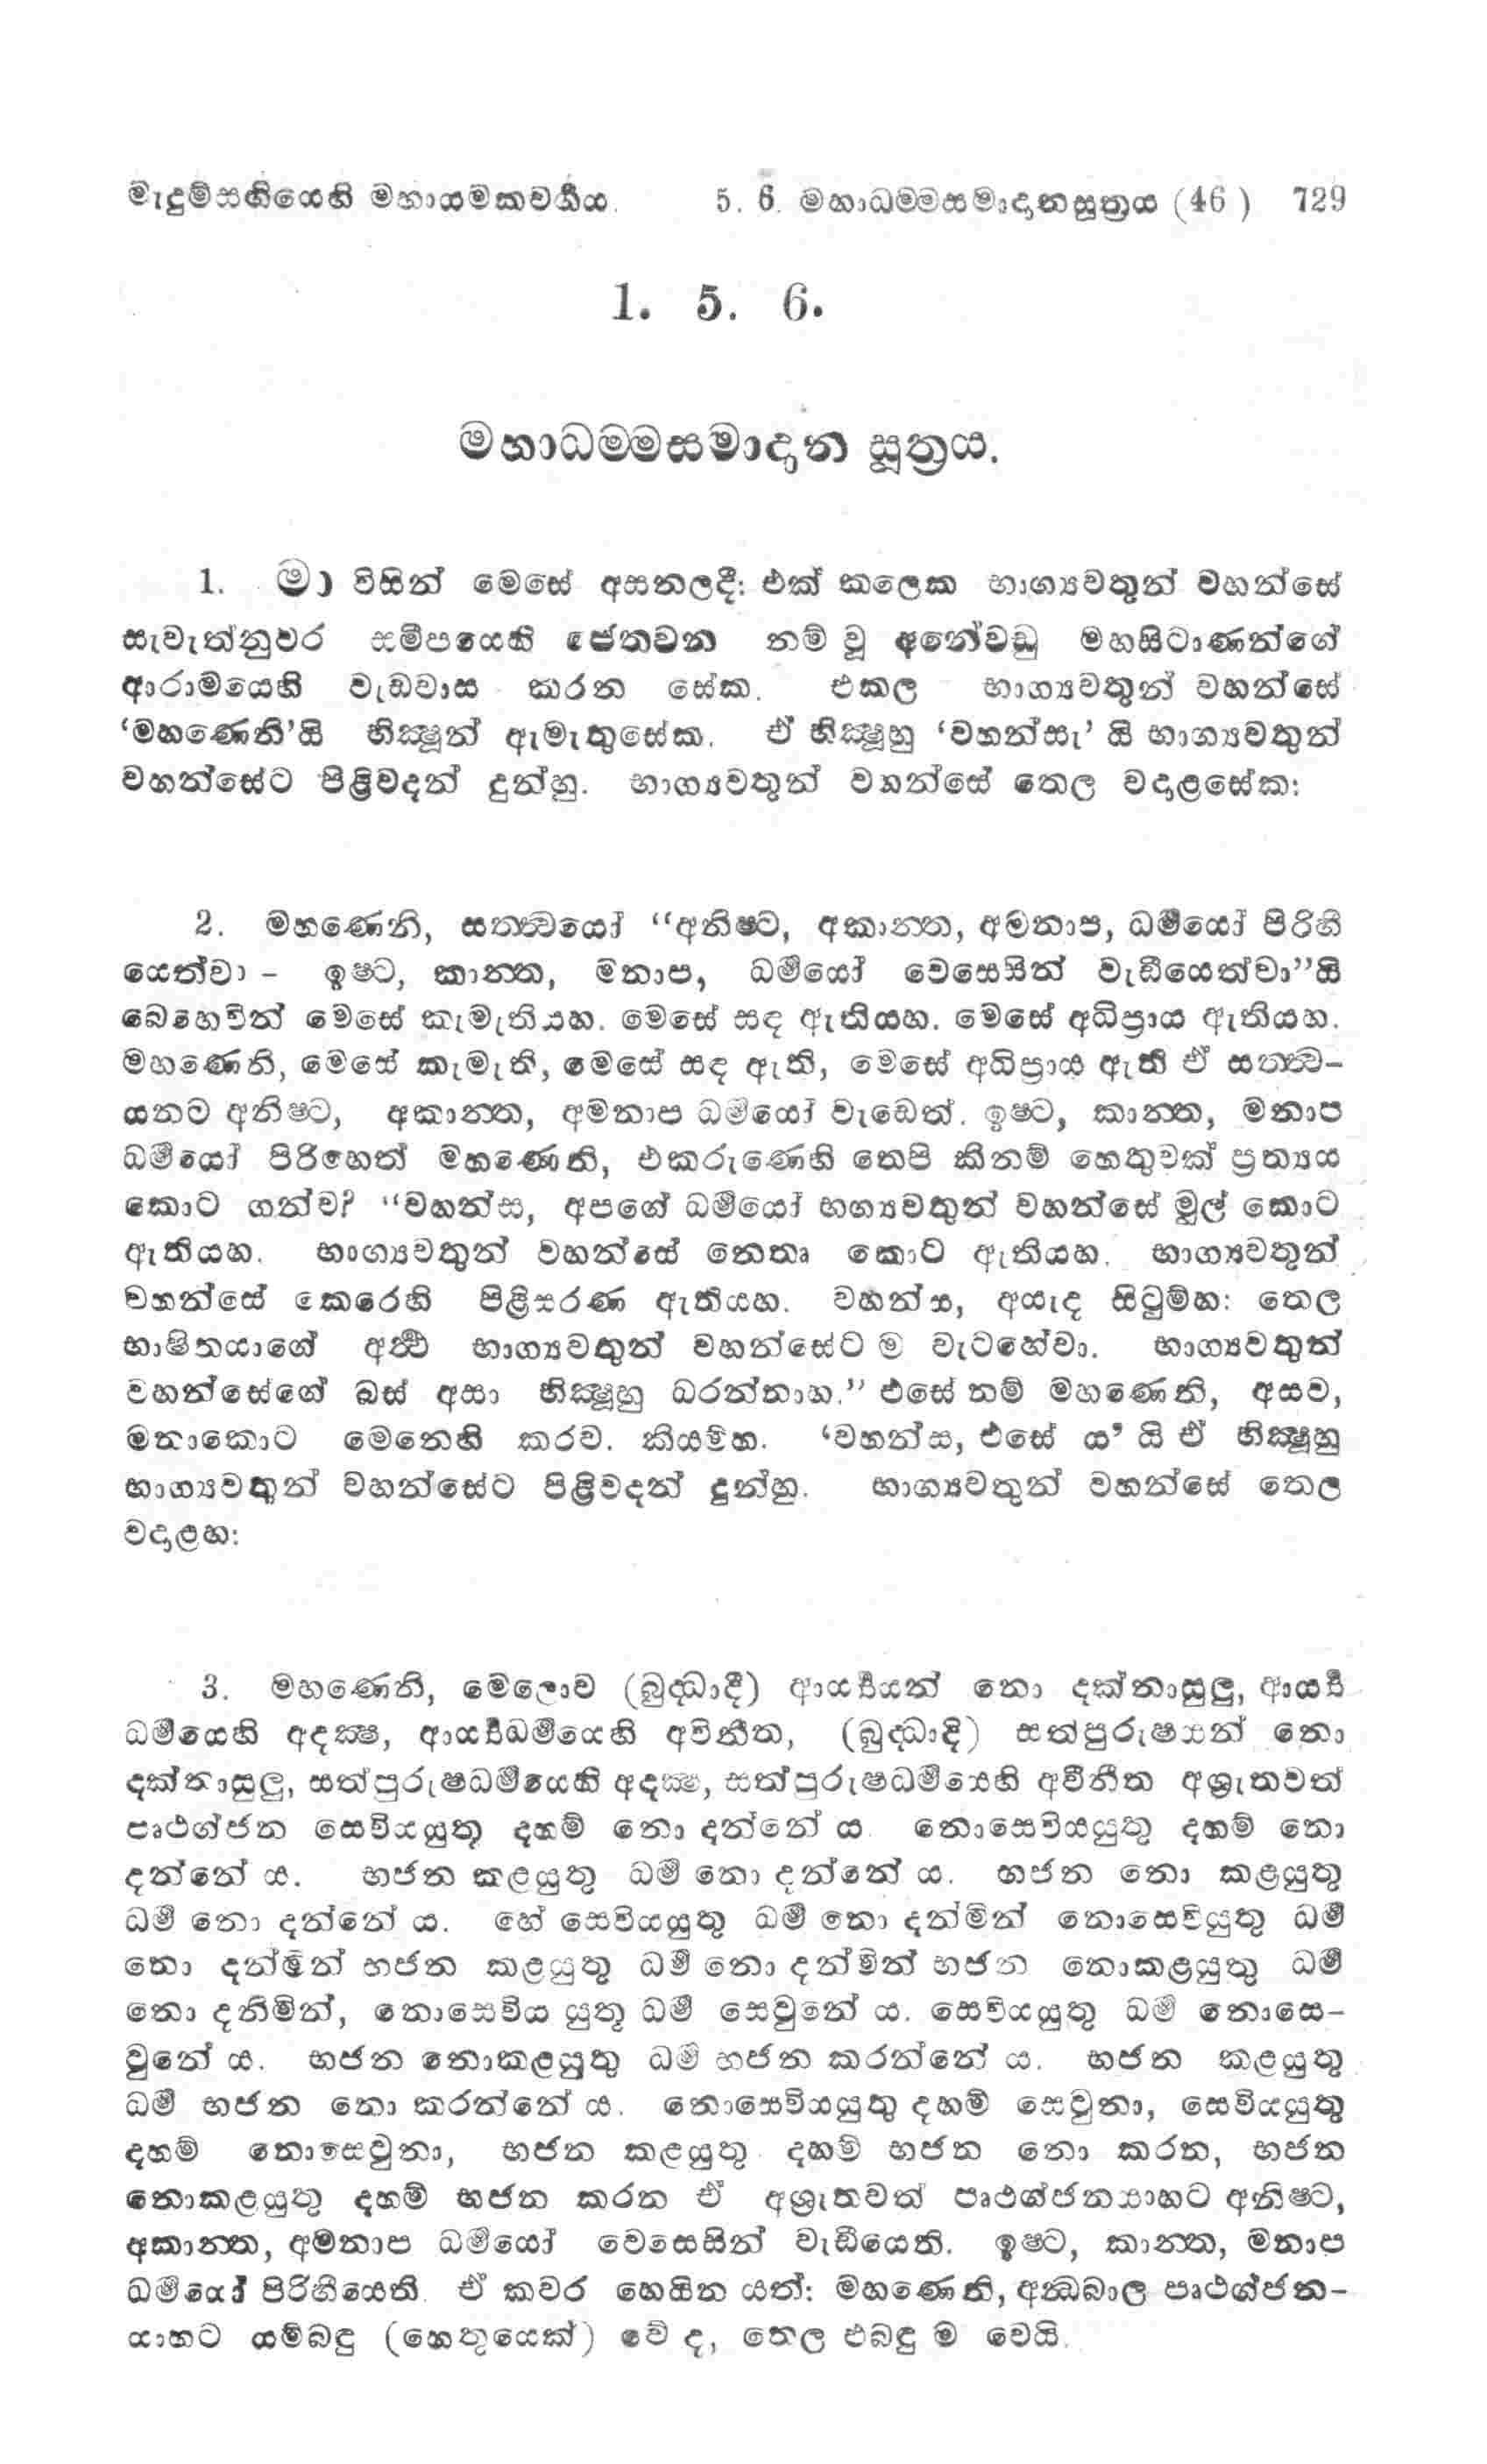 මැදුම්සඟියෙහි මහායමකවර්‍ගය. 5. 6. මහාධම්මසමාදානසූත්‍රය (46) 729
1. 5. 6.
මහාධම්මසමාදාන සූත්‍රය.
1. මා විසින් මෙසේ අසනලදී: එක් කලෙක භාග්‍යවතුන් වහන්සේ
සැවැත්නුවර සමීපයෙහි ජේතවන නම් වූ අනේවඩු මහසිටාණන්ගේ
ආරාමයෙහි වැඩවාස කරන සේක. එකල භාග්‍යවතුන් වහන්සේ
‘මහණෙනි’යි භික්‍ෂූන් ඇමැතූසේක. ඒ භික්‍ෂූහු ‘වහන්සැ’ යි භාග්‍යවතුන්
වහන්සේට පිළිවදන් දුන්හු. භාග්‍යවතුන් වහන්සේ තෙල වදාළසේක:
2. මහණෙනි, සත්ත්‍වයෝ “අනිෂ්ට, අකාන්ත, අමනාප, ධර්‍මයෝ පිරිහී
යෙත්වා - ඉෂ්ට, කාන්ත, මනාප, ධර්‍මයෝ වෙසෙසින් වැඩීයෙත්වා”යි
බෙහෙවින් මෙසේ කැමැතියහ. මෙසේ සඳ ඇතියහ. මෙසේ අධිප්‍රාය ඇතියහ.
මහණෙනි, මෙසේ කැමැති, මෙසේ සඳ ඇති, මෙසේ අධිප්‍රාය ඇති ඒ සත්ත්‍ව-
යනට අනිෂ්ට, අකාන්ත, අමනාප ධර්‍මයෝ වැඩෙත්. ඉෂ්ට, කාන්ත, මනාප
ධර්‍මයෝ පිරිහෙත් මහණෙනි, එකරුණෙහි තෙපි කිනම් හෙතුවක් ප්‍රත්‍යය
කොට ගන්ව? “වහන්ස, අපගේ ධර්‍මයෝ භග්‍යවතුන් වහන්සේ මුල් කොට
ඇතියහ. භාග්‍යවතුන් වහන්සේ නෙතෘ කොට ඇතියහ. භාග්‍යවතුන්
වහන්සේ කෙරෙහි පිළිසරණ ඇතියහ. වහන්ස, අයැද සිටුම්හ: තෙල
භාෂිතයාගේ අර්‍ත්‍ථ භාග්‍යවතුන් වහන්සේට ම වැටහේවා. භාග්‍යවතුන්
වහන්සේගේ බස් අසා භික්‍ෂූහු ධරන්නාහ.” එසේ නම් මහණෙනි, අසව,
මනාකොට මෙනෙහි කරව. කියම්හ. ‘වහන්ස, එසේ ය’ යි ඒ භික්‍ෂූහු
භාග්‍යවතුන් වහන්සේට පිළිවදන් දුන්හු. භාග්‍යවතුන් වහන්සේ තෙල
වදාළහ:
3. මහණෙනි, මෙලොව (බුද්ධාදී) ආර්‍ය්‍යයන් නො දක්නාසුලු, ආර්‍ය්‍ය
ධර්‍මයෙහි අදක්‍ෂ, ආර්‍ය්‍යධර්‍මයෙහි අවිනීත, (බුද්ධාදි) සත්පුරුෂයන් නො
දක්නාසුලු, සත්පුරුෂධර්‍මයෙහි අදක්‍ෂ, සත්පුරුෂධර්‍මයෙහි අවිනීත අශ්‍රැතවත්
පෘථග්ජන සෙවියයුතු දහම් නො දන්නේ ය. නොසෙවියයුතු දහම් නො
දන්නේ ය. භජන කළයුතු ධර්‍ම නො දන්නේ ය. භජන නො කළයුතු
ධර්‍ම නො දන්නේ ය. හේ සෙවියයුතු ධර්‍ම නො දන්මින් නොසෙවියුතු ධර්‍ම
නො දන්මින් භජන කළයුතු ධර්‍ම නො දන්මින් භජන නොකළයුතු ධර්‍ම
නො දනිමින්, නොසෙවිය යුතු ධර්‍ම සෙවුනේ ය. සෙවියයුතු ධර්‍ම නොසෙ-
වුනේ ය. භජන නොකළයුතු ධර්‍ම භජන කරන්නේ ය. භජන කළයුතු
ධර්‍ම භජන නො කරන්නේ ය. නොසෙවියයුතු දහම් සෙවුනා, සෙවියයුතු
දහම් නොසෙවුනා, භජන කළයුතු දහම් භජන නො කරන, භජන
නොකළයුතු දහම් භජන කරන ඒ අශ්‍රැතවත් පෘථග්ජනයාහට අනිෂ්ට,
අකාන්ත, අමනාප ධර්‍මයෝ වෙසෙසින් වැඩීයෙති. ඉෂ්ට, කාන්ත, මනාප
ධර්‍මයෝ පිරිහීයෙති. ඒ කවර හෙයින යත්: මහණෙනි, අන්ධබාල පෘථග්ජන-
යාහට යම්බඳු (හෙතුයෙක්) වේ ද, තෙල එබඳු ම වෙයි.